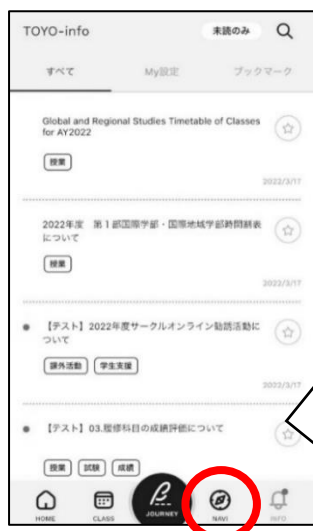 TOYO-info 未読のみ
すべて My設定 ブックマーク
Global and Regional Studies Timetable of Classes
for AY2022
授業
2022/3/17
2022年度 第1部国際学部・国際地域学部時間割表
について
授業
2022/3/17
【テスト】2022年度サークルオンライン勧誘活動に
ついて
課外活動 学生支援
2022/3/17
【テスト】03.履修科目の成績評価について
授業 試験 成績
HOME CLASS JOURNEY NAVI INFO